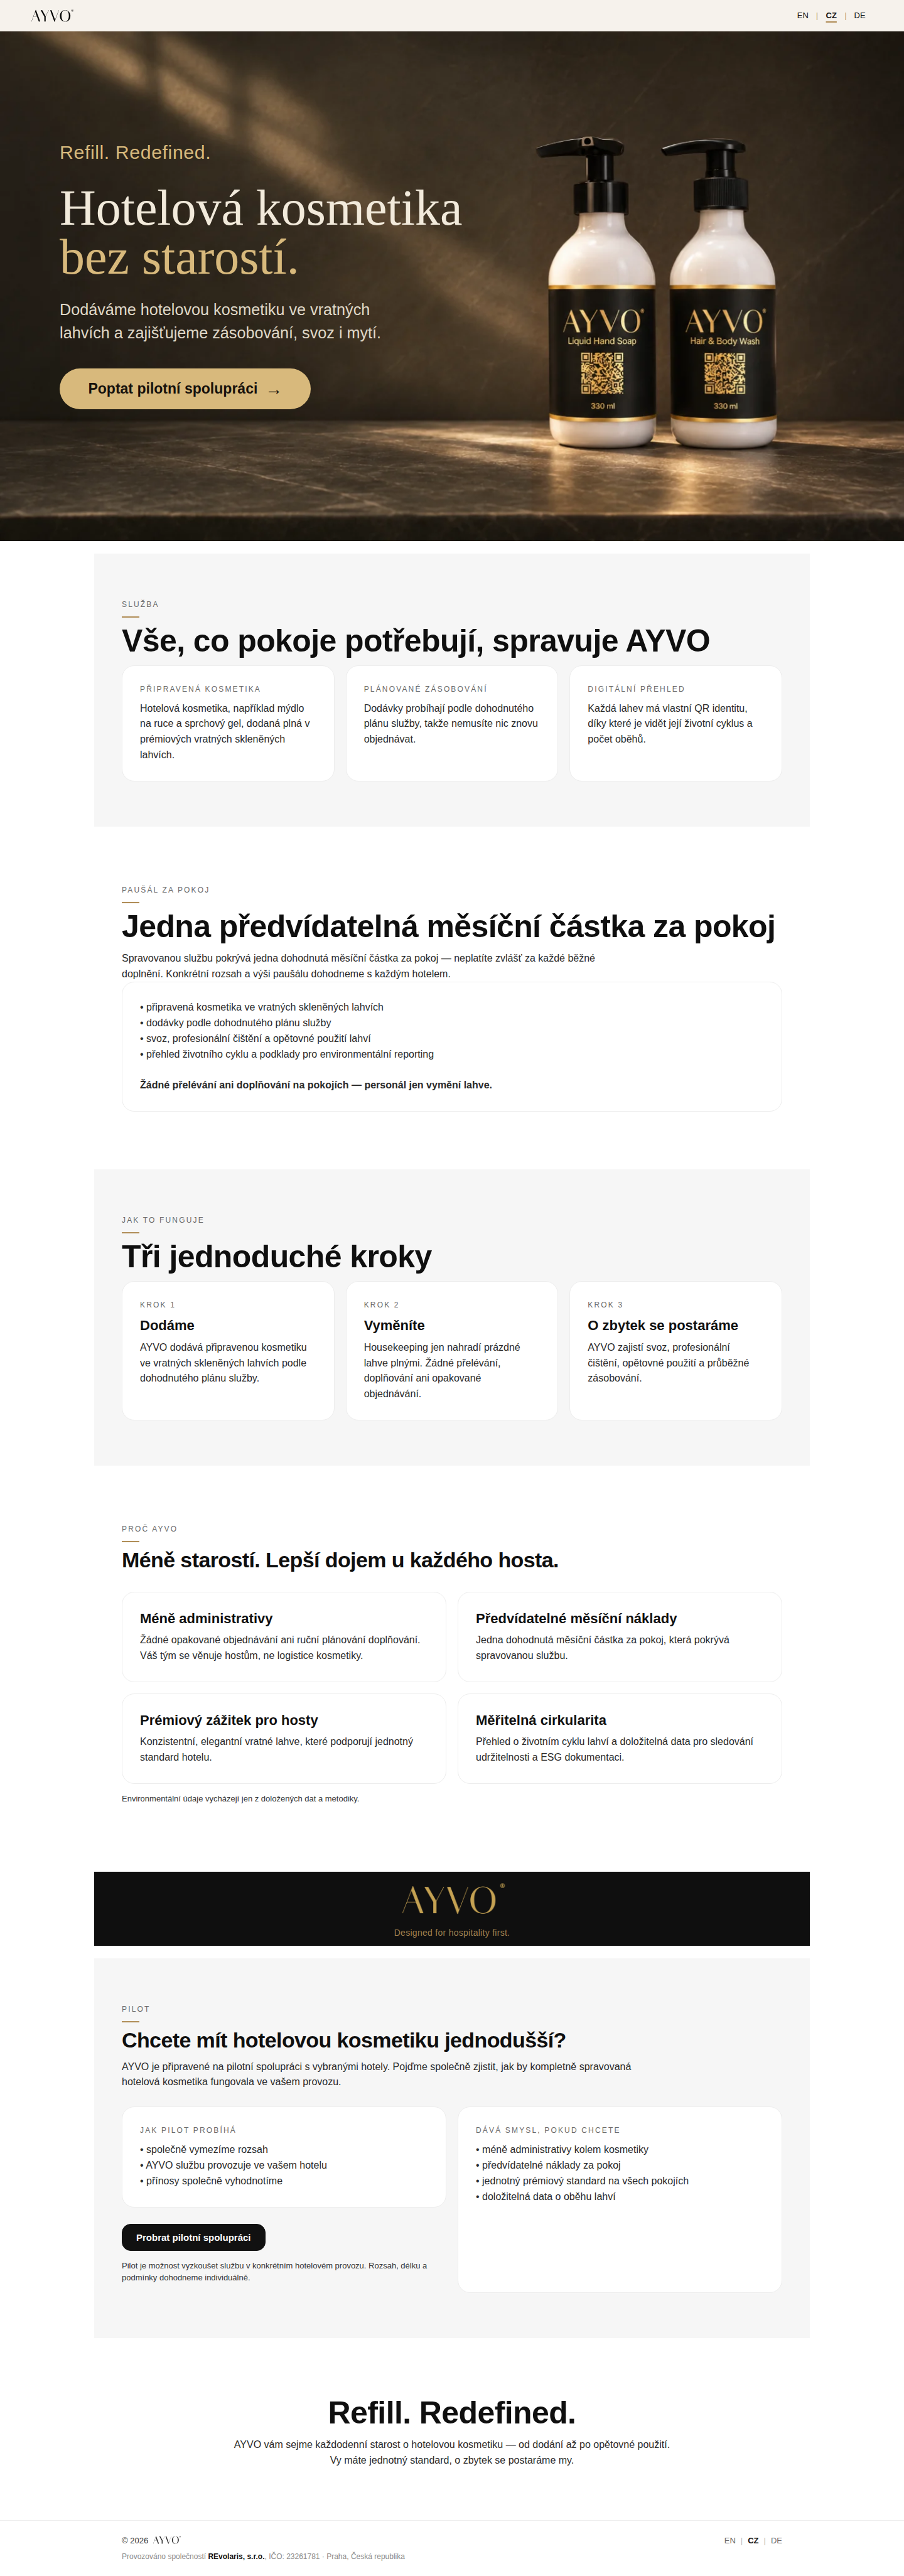 AYVO®
EN | CZ | DE
Refill. Redefined.
Hotelová kosmetika
bez starostí.
Dodáváme hotelovou kosmetiku ve vratných
lahvích a zajišťujeme zásobování, svoz i mytí.
Poptat pilotní spolupráci →
AYVO®
Liquid Hand Soap
330 ml
AYVO®
Hair & Body Wash
330 ml
SLUŽBA
Vše, co pokoje potřebují, spravuje AYVO
PŘIPRAVENÁ KOSMETIKA
Hotelová kosmetika, například mýdlo
na ruce a sprchový gel, dodaná plná v
prémiových vratných skleněných
lahvích.
PLÁNOVANÉ ZÁSOBOVÁNÍ
Dodávky probíhají podle dohodnutého
plánu služby, takže nemusíte nic znovu
objednávat.
DIGITÁLNÍ PŘEHLED
Každá lahev má vlastní QR identitu,
díky které je vidět její životní cyklus a
počet oběhů.
PAUŠÁL ZA POKOJ
Jedna předvídatelná měsíční částka za pokoj
Spravovanou službu pokrývá jedna dohodnutá měsíční částka za pokoj — neplatíte zvlášť za každé běžné
doplnění. Konkrétní rozsah a výši paušálu dohodneme s každým hotelem.
• připravená kosmetika ve vratných skleněných lahvích
• dodávky podle dohodnutého plánu služby
• svoz, profesionální čištění a opětovné použití lahví
• přehled životního cyklu a podklady pro environmentální reporting
Žádné přelévání ani doplňování na pokojích — personál jen vymění lahve.
JAK TO FUNGUJE
Tři jednoduché kroky
KROK 1
Dodáme
AYVO dodává připravenou kosmetiku
ve vratných skleněných lahvích podle
dohodnutého plánu služby.
KROK 2
Vyměníte
Housekeeping jen nahradí prázdné
lahve plnými. Žádné přelévání,
doplňování ani opakované
objednávání.
KROK 3
O zbytek se postaráme
AYVO zajistí svoz, profesionální
čištění, opětovné použití a průběžné
zásobování.
PROČ AYVO
Méně starostí. Lepší dojem u každého hosta.
Méně administrativy
Žádné opakované objednávání ani ruční plánování doplňování.
Váš tým se věnuje hostům, ne logistice kosmetiky.
Předvídatelné měsíční náklady
Jedna dohodnutá měsíční částka za pokoj, která pokrývá
spravovanou službu.
Prémiový zážitek pro hosty
Konzistentní, elegantní vratné lahve, které podporují jednotný
standard hotelu.
Měřitelná cirkularita
Přehled o životním cyklu lahví a doložitelná data pro sledování
udržitelnosti a ESG dokumentaci.
Environmentální údaje vycházejí jen z doložených dat a metodiky.
AYVO®
Designed for hospitality first.
PILOT
Chcete mít hotelovou kosmetiku jednodušší?
AYVO je připravené na pilotní spolupráci s vybranými hotely. Pojďme společně zjistit, jak by kompletně spravovaná
hotelová kosmetika fungovala ve vašem provozu.
JAK PILOT PROBÍHÁ
• společně vymezíme rozsah
• AYVO službu provozuje ve vašem hotelu
• přínosy společně vyhodnotíme
Probrat pilotní spolupráci
Pilot je možnost vyzkoušet službu v konkrétním hotelovém provozu. Rozsah, délku a
podmínky dohodneme individuálně.
DÁVÁ SMYSL, POKUD CHCETE
• méně administrativy kolem kosmetiky
• předvídatelné náklady za pokoj
• jednotný prémiový standard na všech pokojích
• doložitelná data o oběhu lahví
Refill. Redefined.
AYVO vám sejme každodenní starost o hotelovou kosmetiku — od dodání až po opětovné použití.
Vy máte jednotný standard, o zbytek se postaráme my.
© 2026 AYVO®
EN | CZ | DE
Provozováno společností REvolaris, s.r.o., IČO: 23261781 · Praha, Česká republika